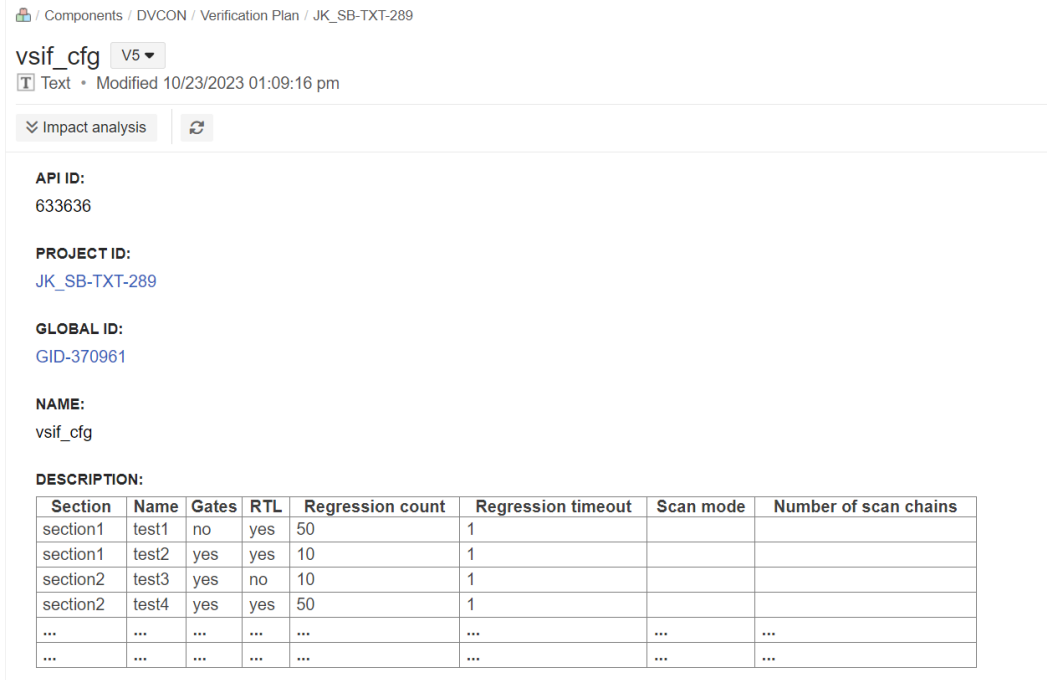 / Components / DVCON / Verification Plan / JK_SB-TXT-289
vsif_cfg V5
T Text • Modified 10/23/2023 01:09:16 pm
Impact analysis
API ID:
633636
PROJECT ID:
JK_SB-TXT-289
GLOBAL ID:
GID-370961
NAME:
vsif_cfg
DESCRIPTION:
Section Name Gates RTL Regression count Regression timeout Scan mode Number of scan chains
section1 test1 no yes 50 1
section1 test2 yes yes 10 1
section2 test3 yes no 10 1
section2 test4 yes yes 50 1
... ... ... ... ... ... ... ...
... ... ... ... ... ... ... ...